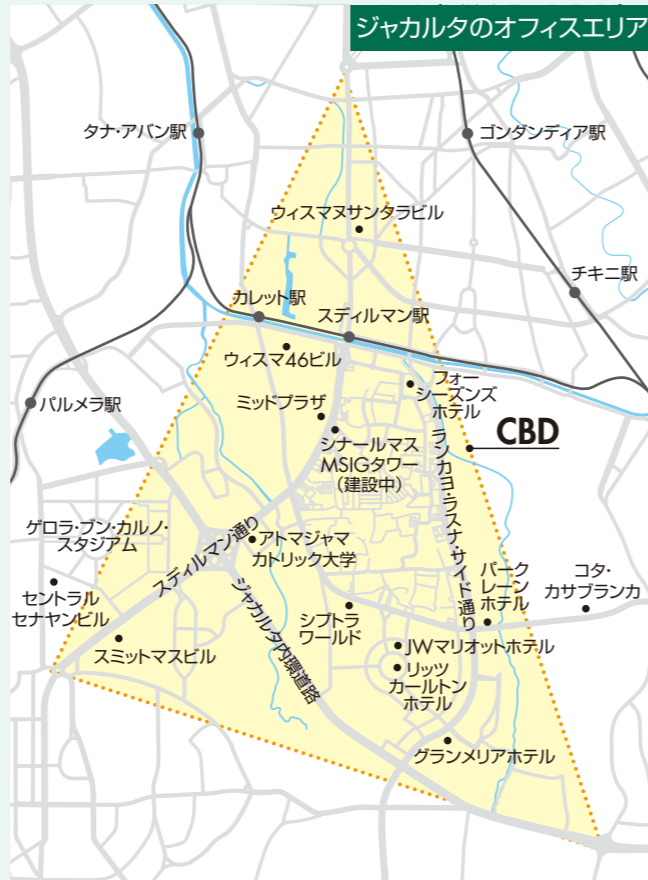 ジャカルタのオフィスエリア
タナ・アバン駅
ゴンダンディア駅
ウィスマヌサンタラビル
チキニ駅
カレット駅
スディルマン駅
ウィスマ46ビル
フォー
シーズンズ
ホテル
パルメラ駅
ミッドプラザ
CBD
シナールマス
MSIGタワー
（建設中）
ランカヨ・ラスナ・サイド通り
ゲロラ・ブン・カルノ・
スタジアム
スディルマン通り
アトマジャマ
カトリック大学
パーク
レーン
ホテル
コタ・
カサブランカ
セントラル
セナヤンビル
ジャカルタ内環道路
シプトラ
ワールド
スミットマスビル
JWマリオットホテル
リッツ
カールトン
ホテル
グランメリアホテル